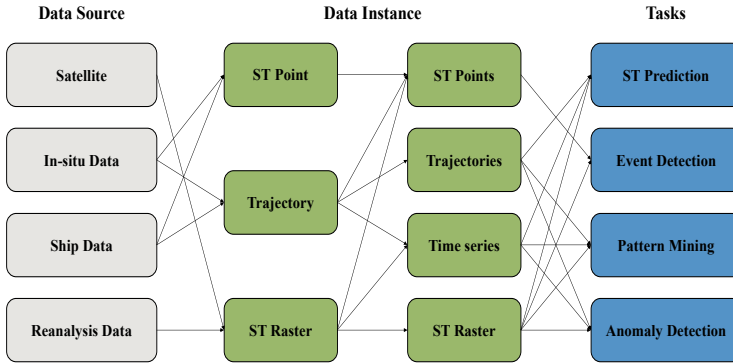 Data Source
Data Instance
Tasks
Satellite
ST Point
ST Points
ST Prediction
In-situ Data
Trajectory
Trajectories
Event Detection
Ship Data
Time series
Pattern Mining
Reanalysis Data
ST Raster
ST Raster
Anomaly Detection